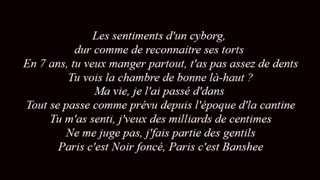 Les sentiments d'un cyborg,
dur comme de reconnaitre ses torts
En 7 ans, tu veux manger partout, t'as pas assez de dents
Tu vois la chambre de bonne là-haut ?
Ma vie, je l'ai passé d'dans
Tout se passe comme prévu depuis l'époque d'la cantine
Tu m'as senti, j'veux des milliards de centimes
Ne me juge pas, j'fais partie des gentils
Paris c'est Noir foncé, Paris c'est Banshee